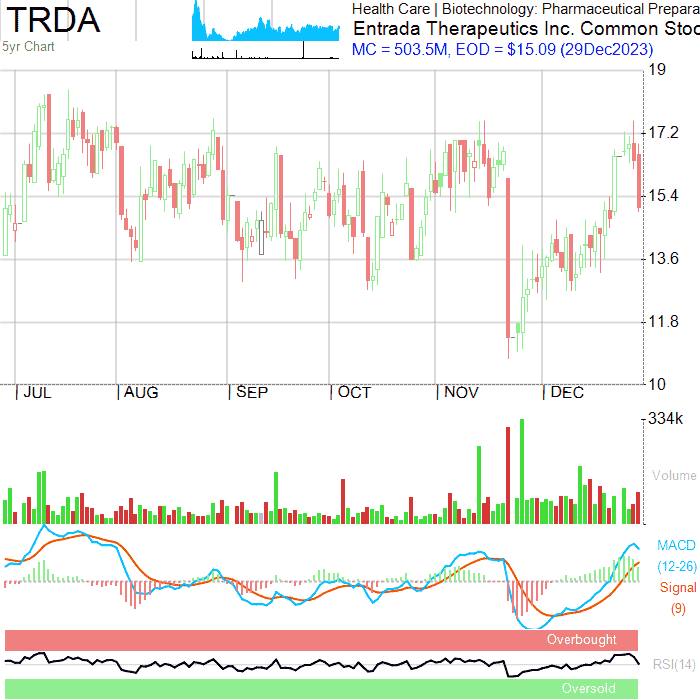 TRDA
5yr Chart
Health Care | Biotechnology: Pharmaceutical Prepara
Entrada Therapeutics Inc. Common Stoc
MC = 503.5M, EOD = $15.09 (29Dec2023)
19
17.2
15.4
13.6
11.8
10
JUL AUG SEP OCT NOV DEC
334k
Volume
MACD
(12-26)
Signal
(9)
Overbought
RSI(14)
Oversold